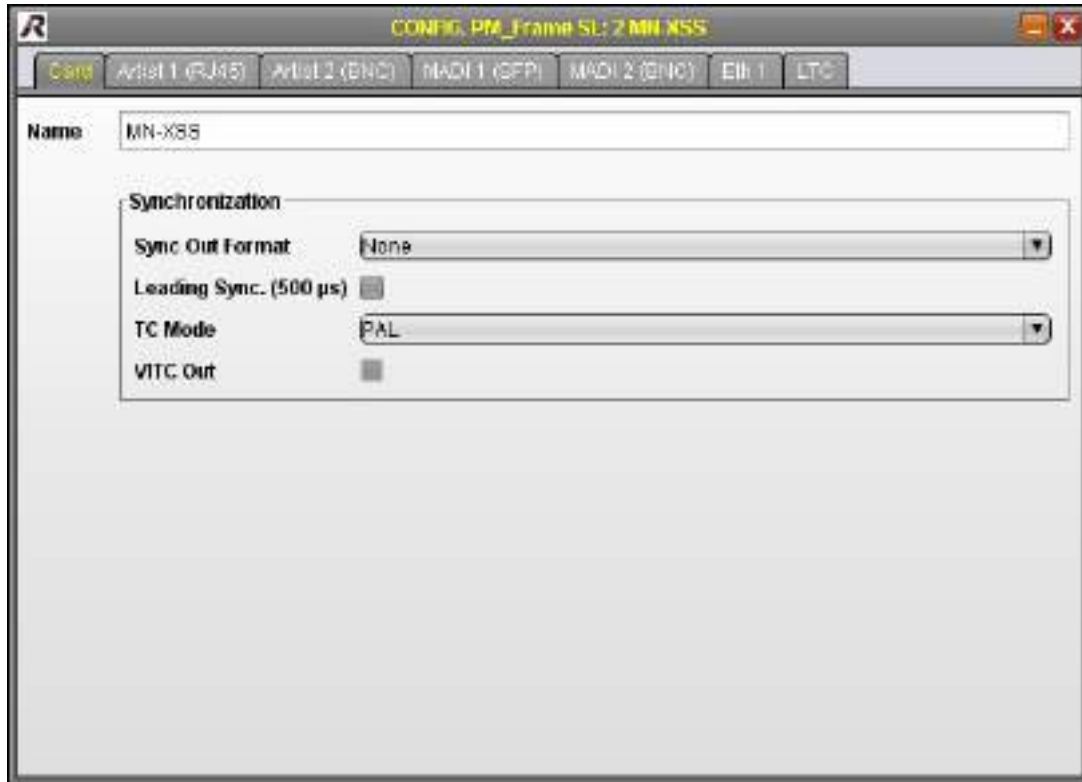 R
CONFIG. PM_Frame SL: 2 MN-XSS
Card Artist 1 (RJ45) Artist 2 (BNC) MADI 1 (SFP) MADI 2 (BNC) Eth 1 LTC
Name MN-XSS
Synchronization
Sync Out Format None
Leading Sync. (500 µs)
TC Mode PAL
VITC Out